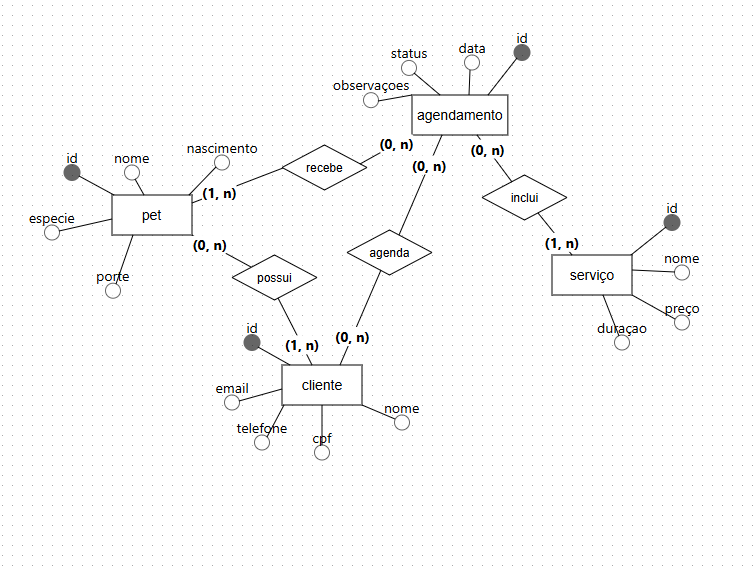 id
data
status
observaçoes
agendamento
(0, n)
(0, n)
(0, n)
nascimento
nome
id
recebe
(1, n)
inclui
especie
pet
id
(0, n)
agenda
(1, n)
nome
possui
serviço
porte
preço
duraçao
id
(1, n)
(0, n)
email
cliente
nome
telefone
cpf